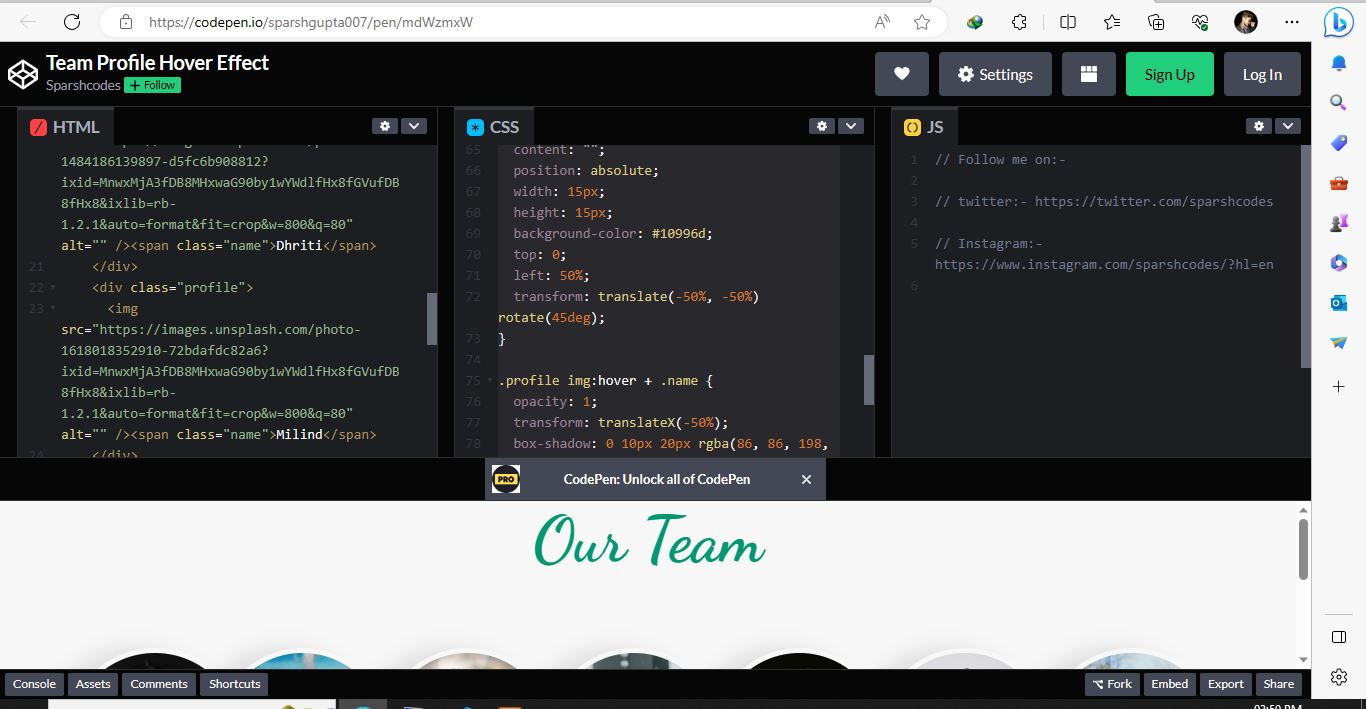 https://codepen.io/sparshgupta007/pen/mdWzmxW
Team Profile Hover Effect
Sparshcodes + Follow
Settings
Sign Up
Log In
HTML
1484186139897-d5fc6b908812?
ixid=MnwxMjA3fDB8MHxwaG90by1wYWdlfHx8fGVufDB
8fHx8&ixlib=rb-
1.2.1&auto=format&fit=crop&w=800&q=80"
alt="" /><span class="name">Dhriti</span>
21 </div>
22 <div class="profile">
23 <img
src="https://images.unsplash.com/photo-
1618018352910-72bdafdc82a6?
ixid=MnwxMjA3fDB8MHxwaG90by1wYWdlfHx8fGVufDB
8fHx8&ixlib=rb-
1.2.1&auto=format&fit=crop&w=800&q=80"
alt="" /><span class="name">Milind</span>
24 </div>
CSS
65 content: "";
66 position: absolute;
67 width: 15px;
68 height: 15px;
69 background-color: #10996d;
70 top: 0;
71 left: 50%;
72 transform: translate(-50%, -50%)
rotate(45deg);
73 }
74
75 .profile img:hover + .name {
76 opacity: 1;
77 transform: translateX(-50%);
78 box-shadow: 0 10px 20px rgba(86, 86, 198,
JS
1 // Follow me on:-
2
3 // twitter:- https://twitter.com/sparshcodes
4
5 // Instagram:-
https://www.instagram.com/sparshcodes/?hl=en
6
PRO
CodePen: Unlock all of CodePen
Our Team
Console
Assets
Comments
Shortcuts
Fork
Embed
Export
Share